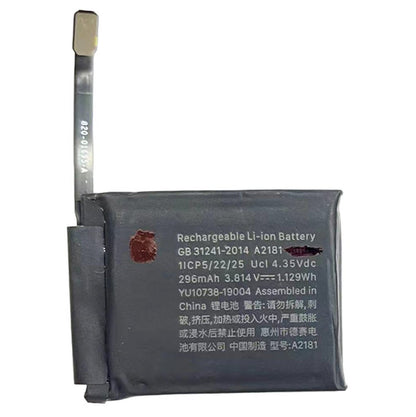 820-01555-A
Rechargeable Li-ion Battery
GB 31241-2014 A2181
1ICP5/22/25 Ucl 4.35Vdc
296mAh 3.814V⎓1.129Wh
YU10738-19004 Assembled in
China 锂电池 警告:请勿拆解,刺
破,挤压,加热或投入火中,严重鼓胀
或浸水后禁止使用 惠州市德赛电
池有限公司 中国制造 型号:A2181